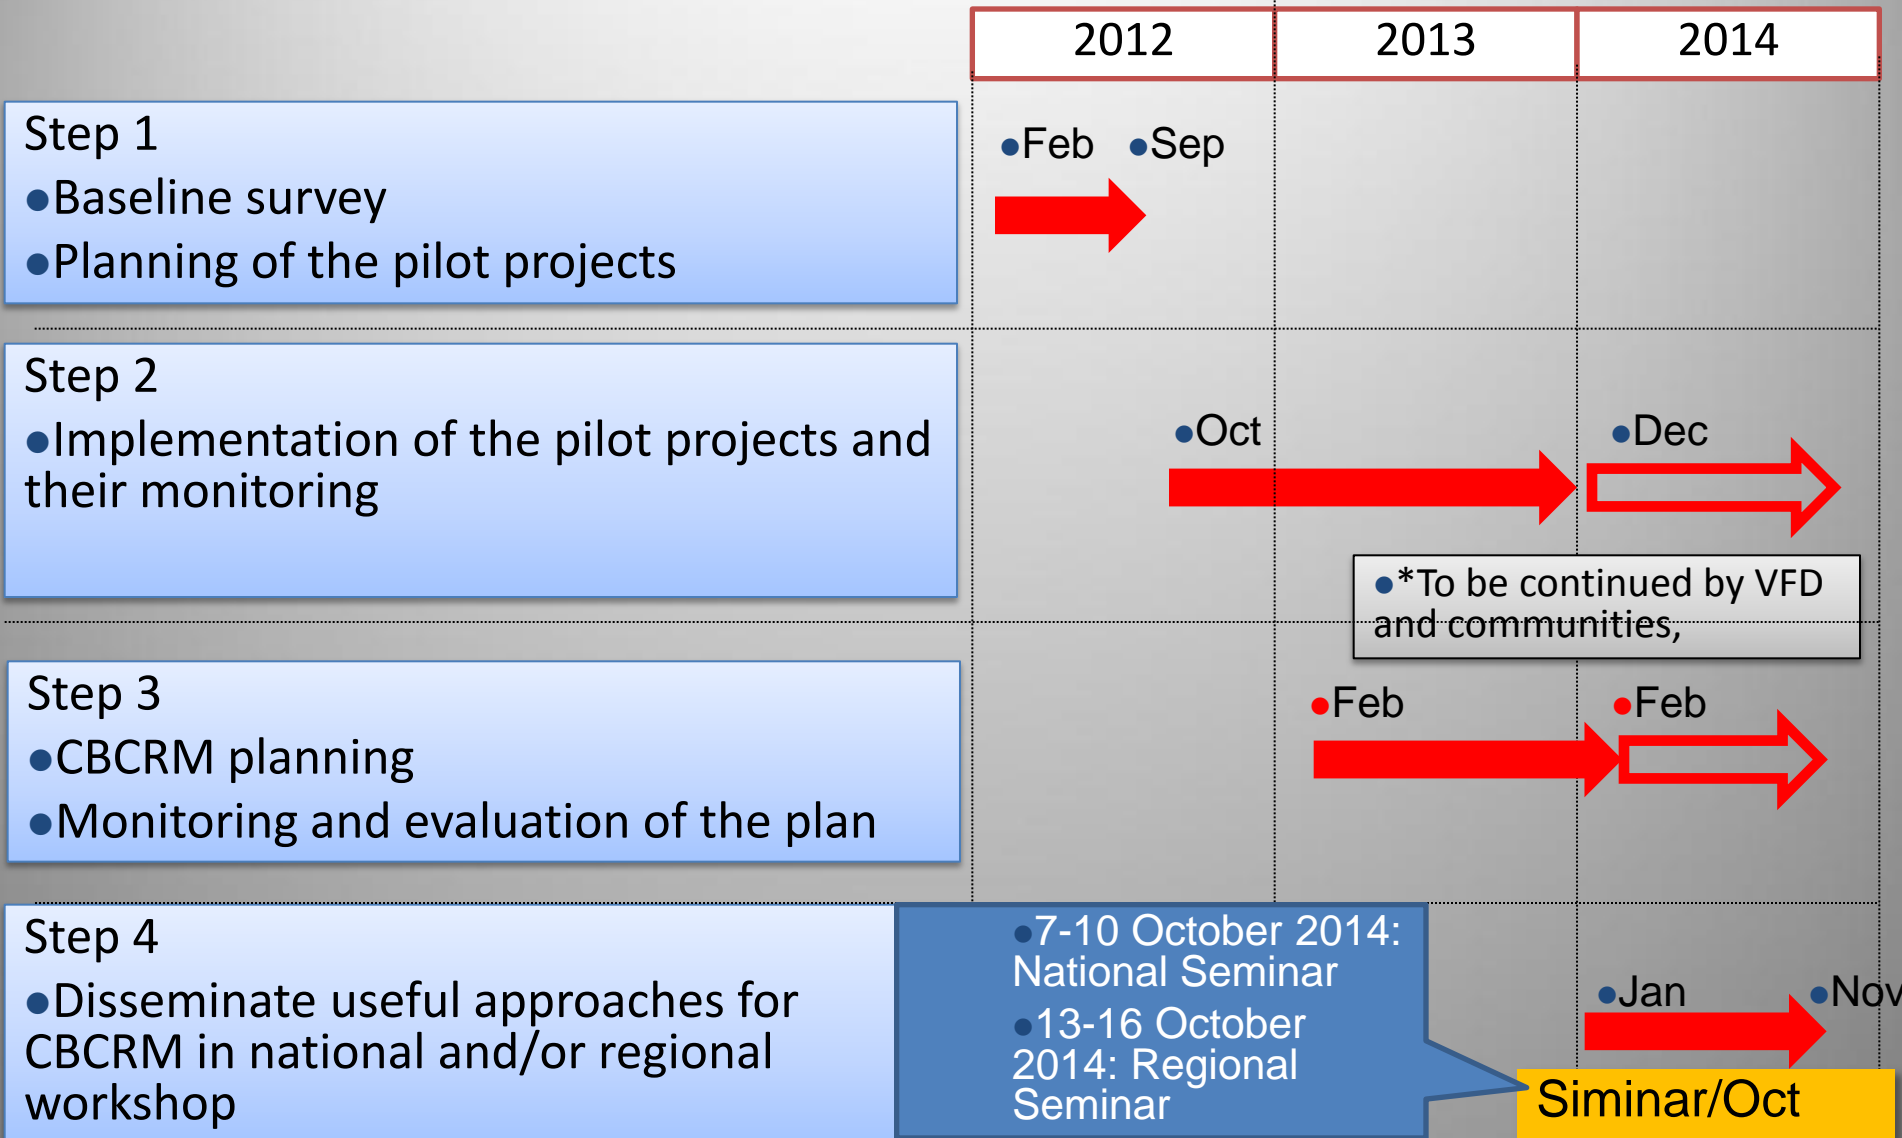 2012 2013 2014
Step 1
●Baseline survey
●Planning of the pilot projects
●Feb ●Sep
Step 2
●Implementation of the pilot projects and
their monitoring
●Oct ●Dec
●*To be continued by VFD
and communities,
Step 3
●CBCRM planning
●Monitoring and evaluation of the plan
●Feb ●Feb
Step 4
●Disseminate useful approaches for
CBCRM in national and/or regional
workshop
●7-10 October 2014:
National Seminar
●13-16 October
2014: Regional
Seminar
●Jan ●Nov
Siminar/Oct